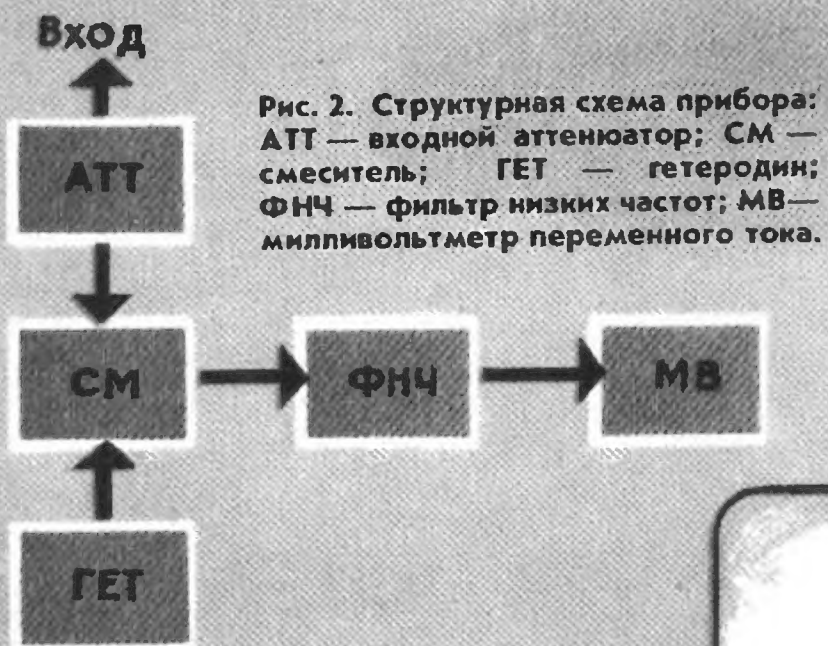 Вход
Рис. 2. Структурная схема прибора:
АТТ — входной аттенюатор; СМ —
смеситель; ГЕТ — гетеродин;
ФНЧ — фильтр низких частот; МВ—
милливольтметр переменного тока.
АТТ
СМ
ФНЧ
МВ
ГЕТ